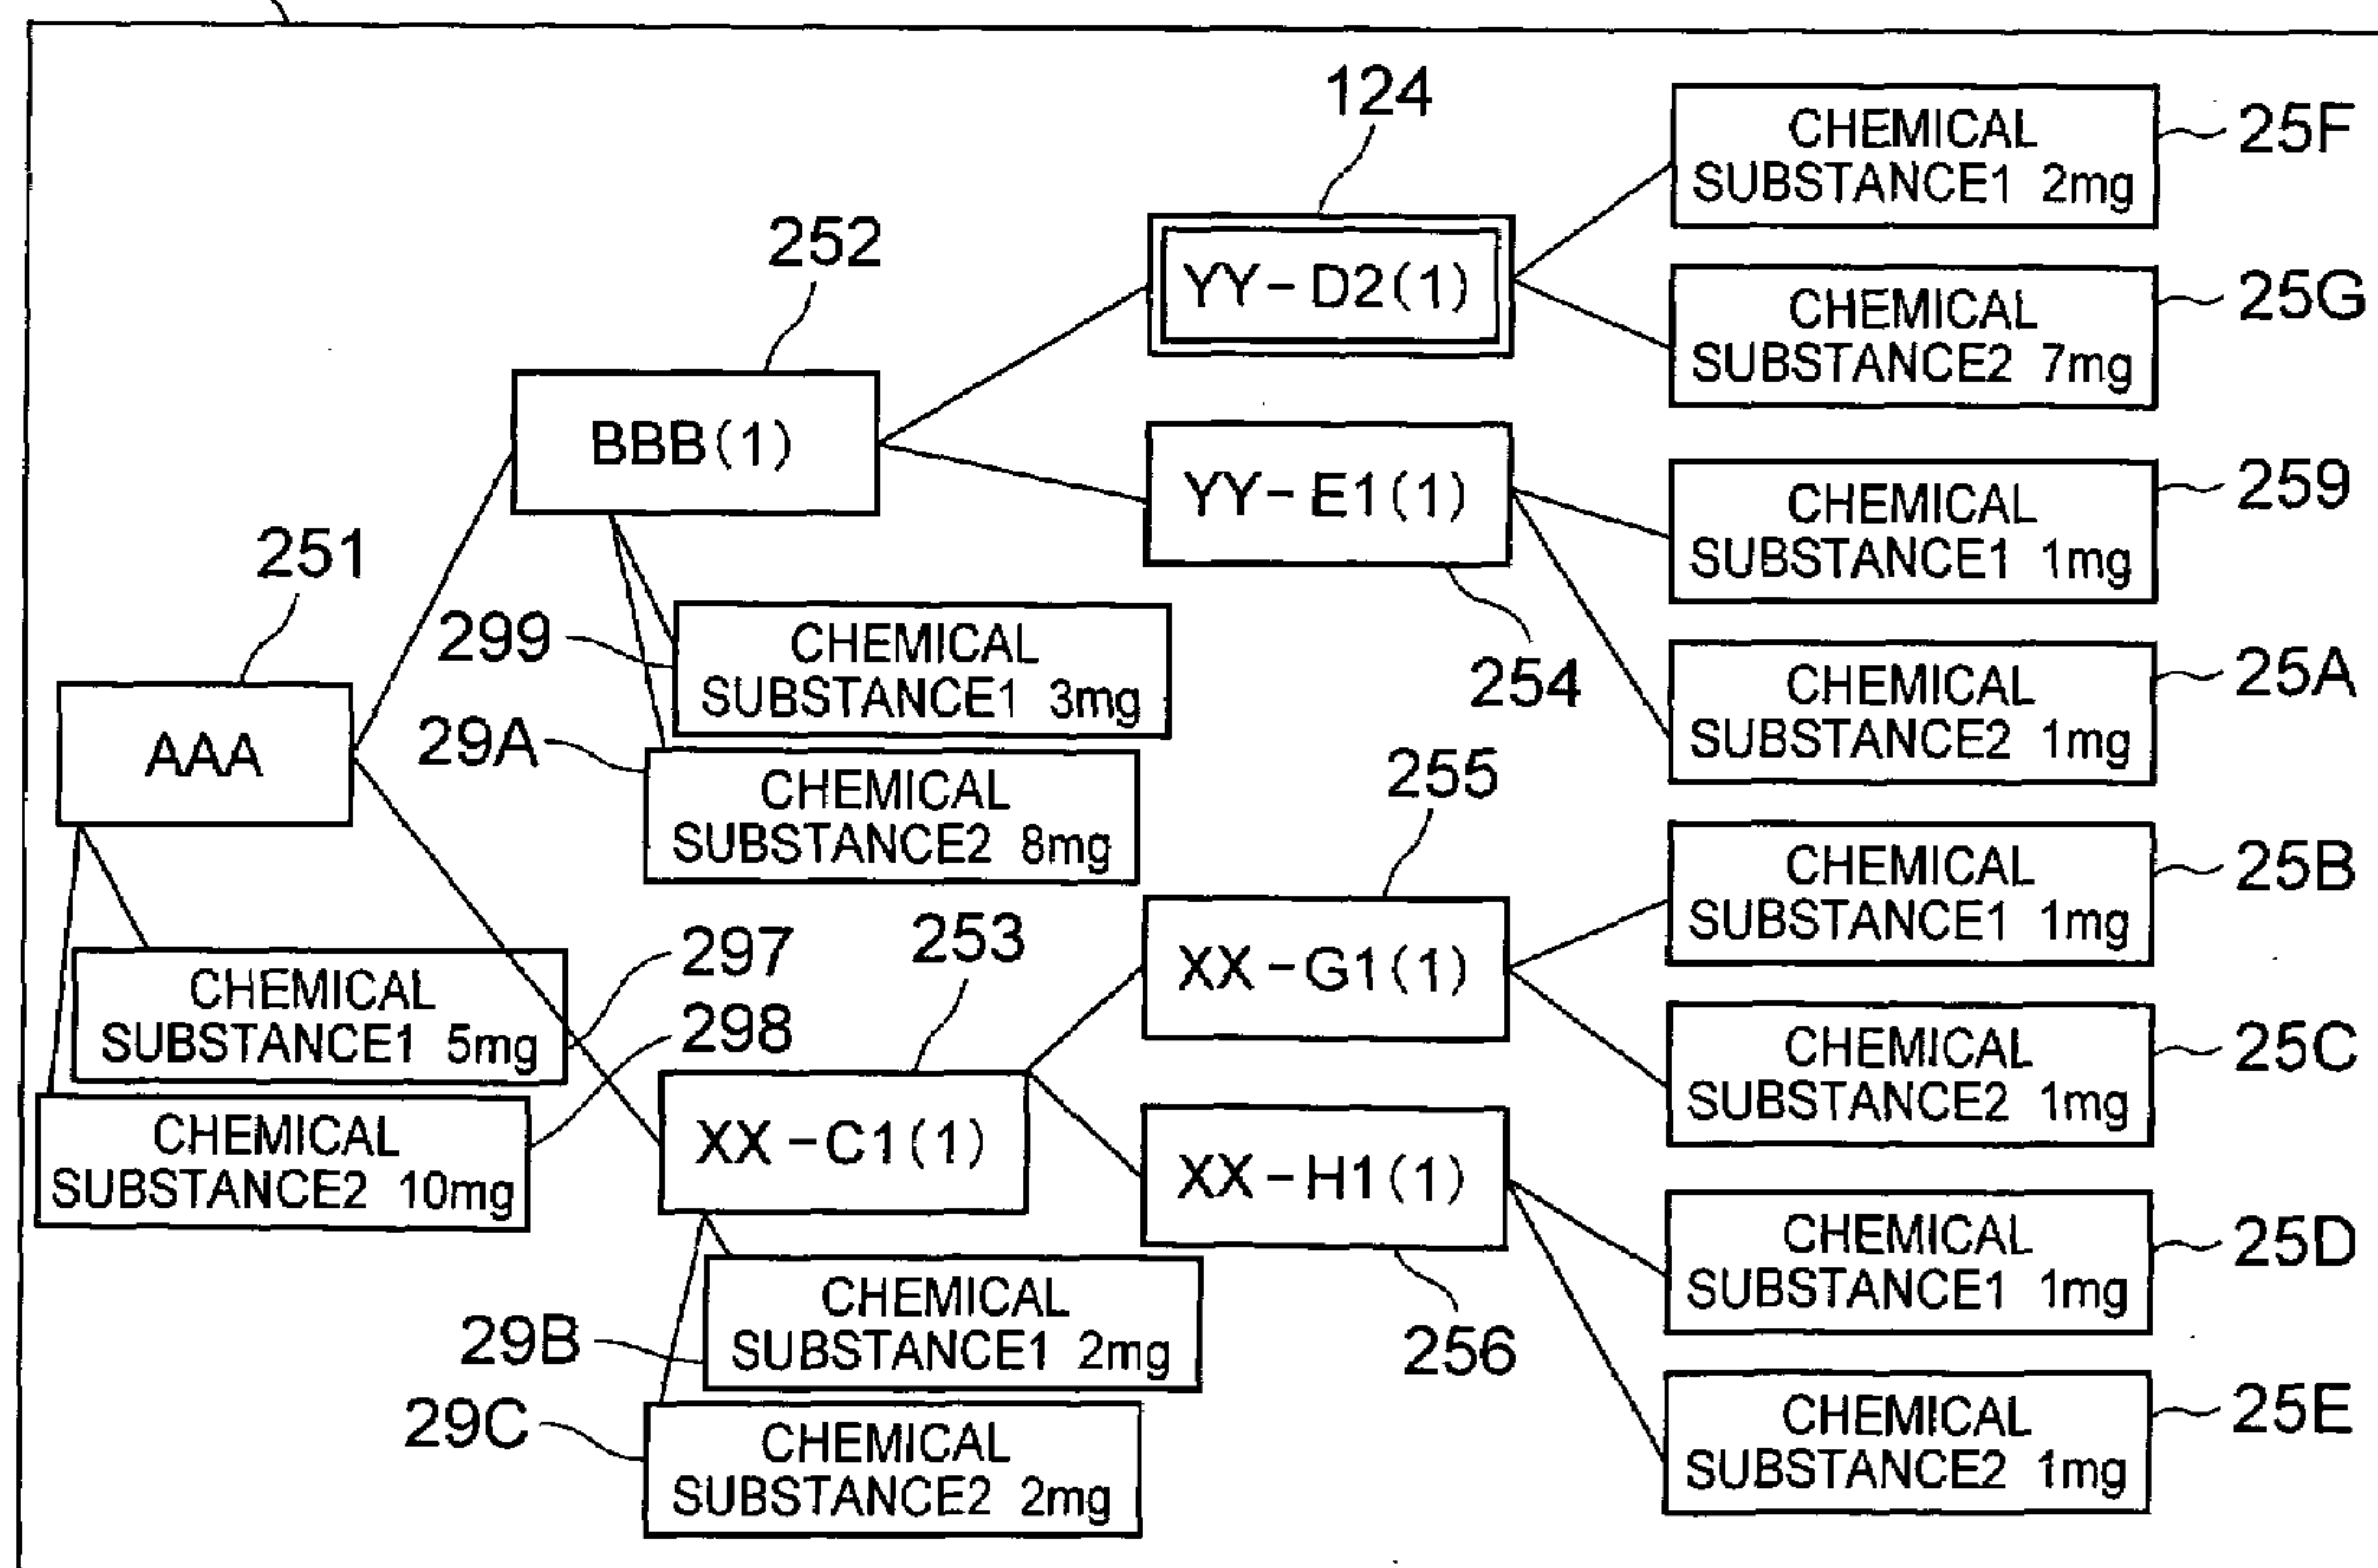 124
CHEMICAL
SUBSTANCE1 2mg
25F
252
YY-D2(1)
CHEMICAL
SUBSTANCE2 7mg
25G
BBB(1)
YY-E1(1)
CHEMICAL
SUBSTANCE1 1mg
259
251
299
CHEMICAL
SUBSTANCE1 3mg
254
CHEMICAL
SUBSTANCE2 1mg
25A
AAA
29A
CHEMICAL
SUBSTANCE2 8mg
255
CHEMICAL
SUBSTANCE1 1mg
25B
297
253
XX-G1(1)
CHEMICAL
SUBSTANCE1 5mg
298
CHEMICAL
SUBSTANCE2 1mg
25C
CHEMICAL
SUBSTANCE2 10mg
XX-C1(1)
XX-H1(1)
CHEMICAL
SUBSTANCE1 1mg
25D
29B
CHEMICAL
SUBSTANCE1 2mg
256
29C
CHEMICAL
SUBSTANCE2 2mg
CHEMICAL
SUBSTANCE2 1mg
25E